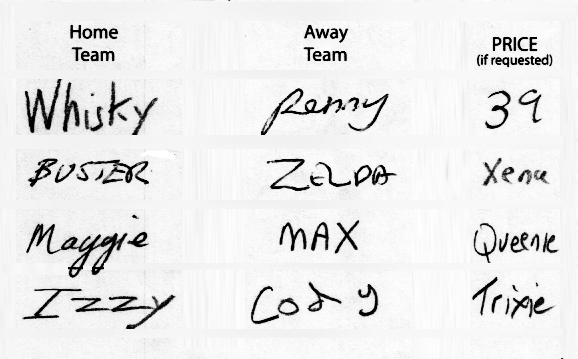 Home Team Away Team PRICE (if requested)
Whisky Penny 39
BUSTER ZELDA Xena
Maggie MAX Queenie
Izzy Cody Trixie